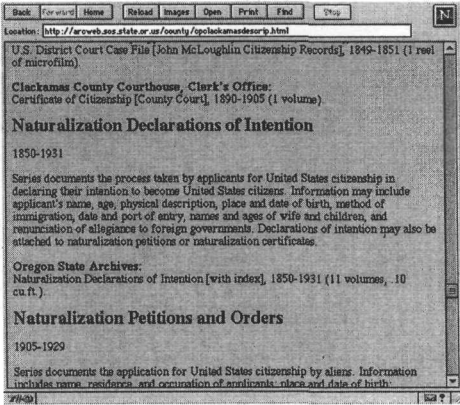 Back Forward Home Reload Images Open Print Find Stop
N
Location: http://arcweb.sos.state.or.us/county/cpclackamasdescrip.html
U.S. District Court Case File [John McLoughlin Citizenship Records], 1849-1851 (1 reel
of microfilm).
Clackamas County Courthouse, Clerk's Office:
Certificate of Citizenship [County Court], 1890-1905 (1 volume).
Naturalization Declarations of Intention
1850-1931
Series documents the process taken by applicants for United States citizenship in
declaring their intention to become United States citizens. Information may include
applicant's name, age, physical description, place and date of birth, method of
immigration, date and port of entry, names and ages of wife and children, and
renunciation of allegiance to foreign governments. Declarations of intention may also be
attached to naturalization petitions or naturalization certificates.
Oregon State Archives:
Naturalization Declarations of Intention [with index], 1850-1931 (11 volumes, .10
cu.ft.).
Naturalization Petitions and Orders
1905-1929
Series documents the application for United States citizenship by aliens. Information
includes name, residence, and occupation of applicants; place and date of birth;